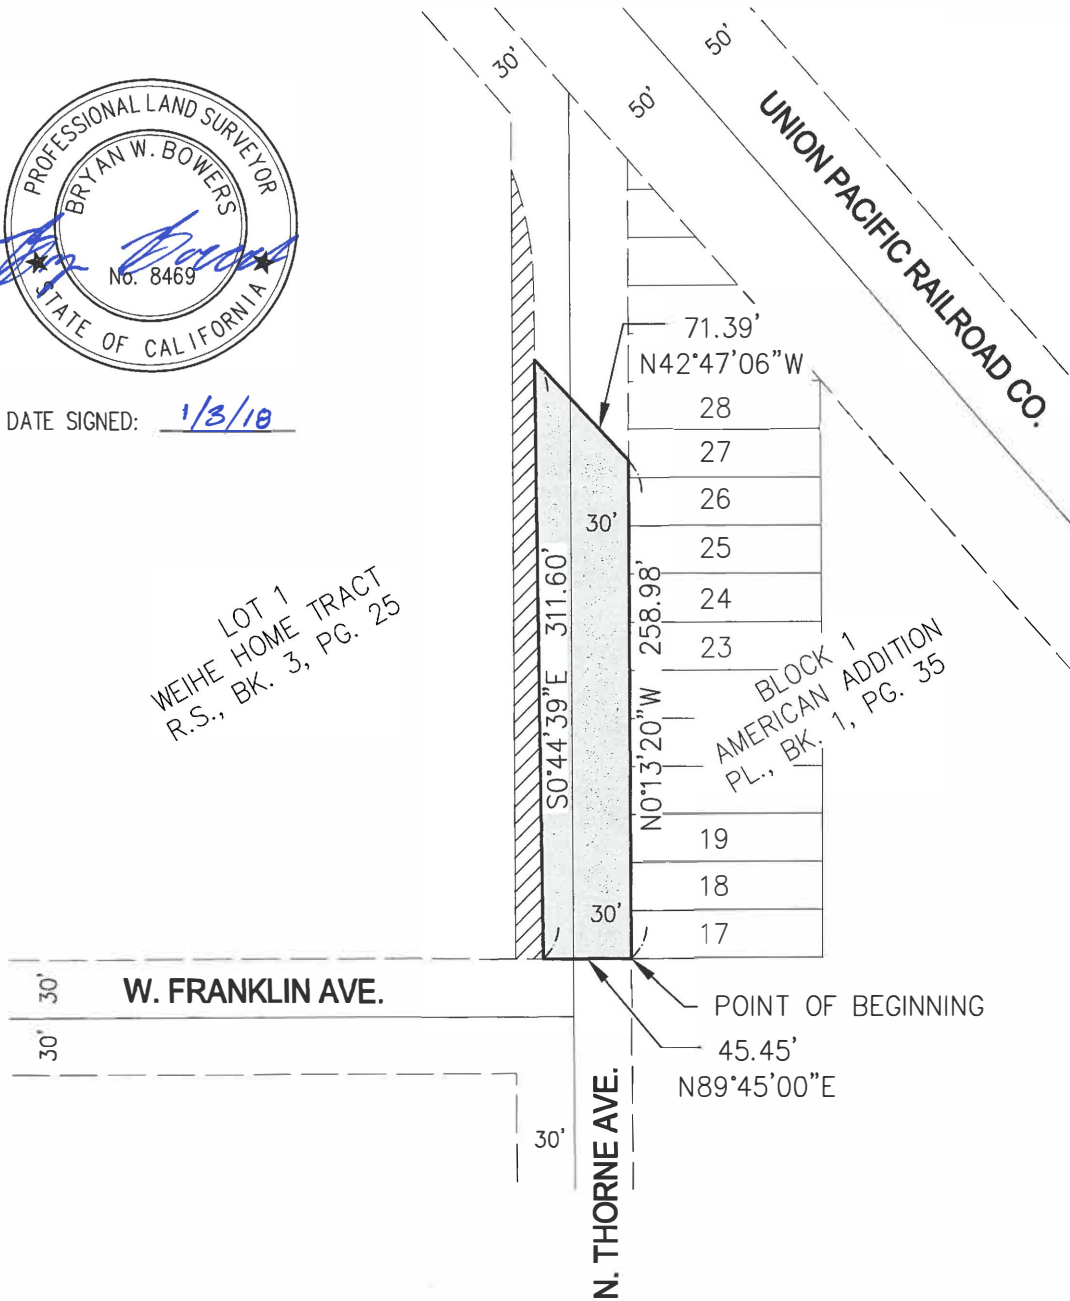 PROFESSIONAL LAND SURVEYOR
BRYAN W. BOWERS
No. 8469
STATE OF CALIFORNIA
DATE SIGNED: 1/3/18
30'
50'
50'
UNION PACIFIC RAILROAD CO.
71.39'
N42°47'06"W
28
27
26
25
24
23
19
18
17
30'
30'
S0°44'39"E 311.60'
N0°13'20"W 258.98'
LOT 1
WEIHE HOME TRACT
R.S., BK. 3, PG. 25
BLOCK 1
AMERICAN ADDITION
PL., BK. 1, PG. 35
30'
30'
W. FRANKLIN AVE.
POINT OF BEGINNING
45.45'
N89°45'00"E
30'
N. THORNE AVE.